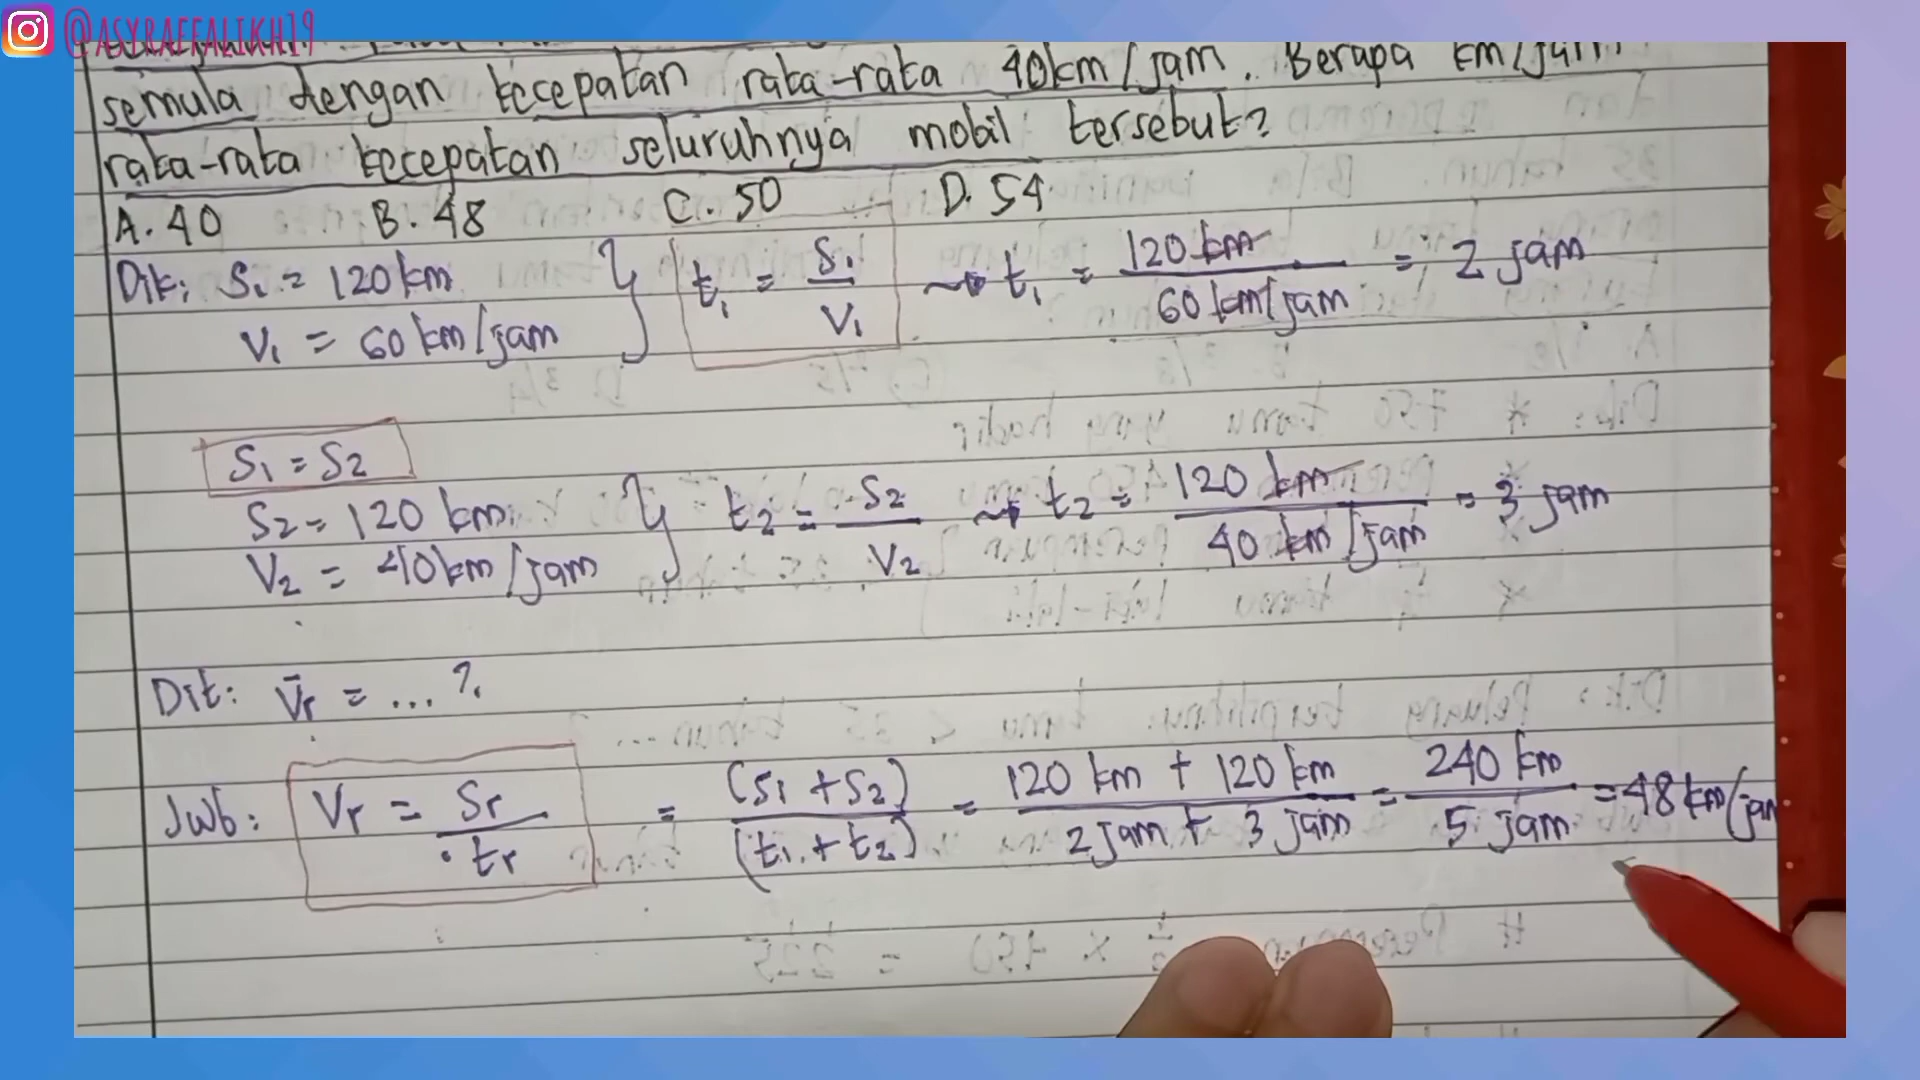 @ASYRAFFALIKH19
semula dengan kecepatan rata-rata 40km/jam. Berapa km/jam
rata-rata kecepatan seluruhnya mobil tersebut?
A. 40 B. 48 C. 50 D. 54
Dik: S₁ = 120 km } t₁ = S₁/V₁ → t₁ = 120 km / 60 km/jam = 2 jam
V₁ = 60 km/jam
S₁ = S₂
S₂ = 120 km } t₂ = S₂/V₂ → t₂ = 120 km / 40 km/jam = 3 jam
V₂ = 40 km/jam
Dit: V̄r = ... ?
Jwb: Vr = Sr/tr = (S₁ + S₂)/(t₁ + t₂) = 120 km + 120 km / 2 jam + 3 jam = 240 km / 5 jam = 48 km/jam